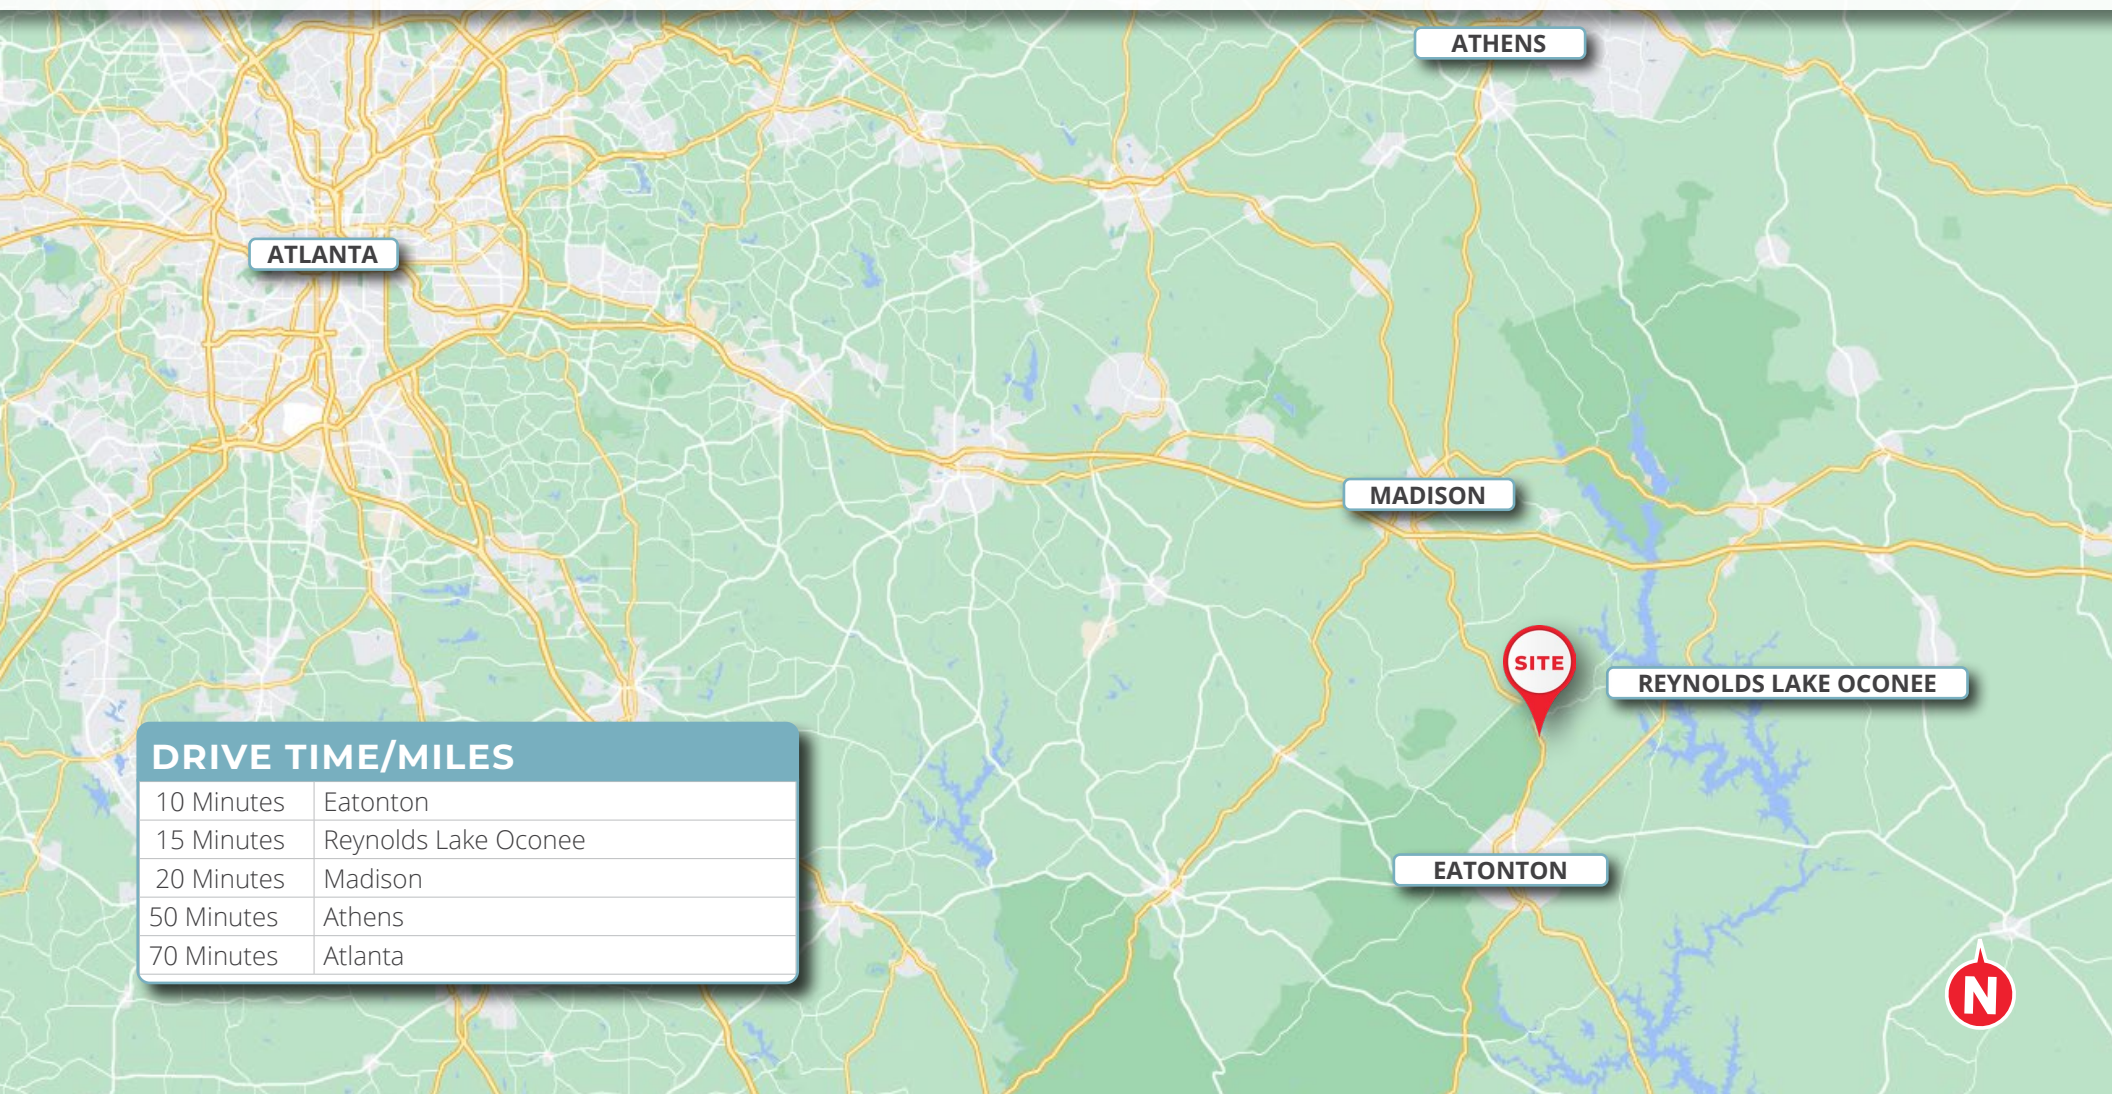 ATHENS
ATLANTA
MADISON
SITE
REYNOLDS LAKE OCONEE
EATONTON
DRIVE TIME/MILES
10 Minutes Eatonton
15 Minutes Reynolds Lake Oconee
20 Minutes Madison
50 Minutes Athens
70 Minutes Atlanta
N